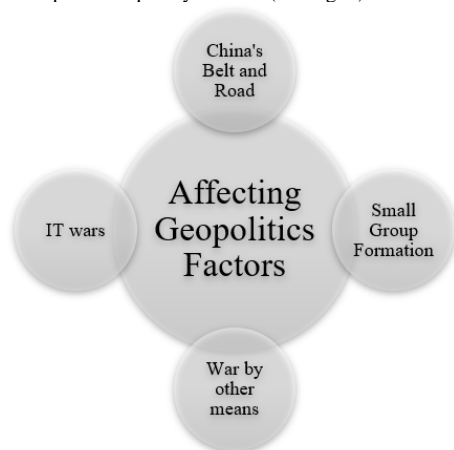 China's
Belt and
Road
Affecting
Geopolitics
Factors
IT wars
Small
Group
Formation
War by
other
means